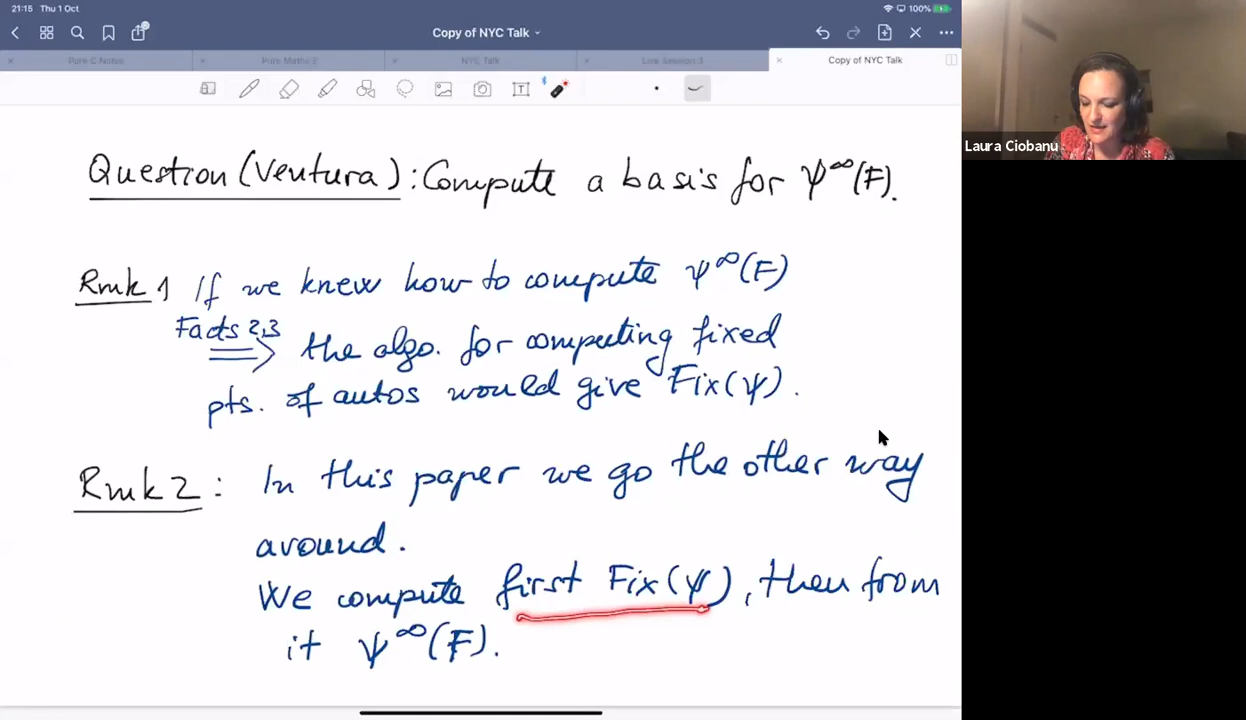 21:15 Thu 1 Oct
100%
Copy of NYC Talk
Pure C Notes
Pure Maths E
NYC Talk
Live Session 3
Copy of NYC Talk
Laura Ciobanu
Question (Ventura): Compute a basis for ψ^∞(F).
Rmk 1 If we knew how to compute ψ^∞(F)
Facts 2,3
⟹ the algo. for computing fixed
pts. of autos would give Fix(ψ).
Rmk 2: In this paper we go the other way
around.
We compute first Fix(ψ), then from
it ψ^∞(F).